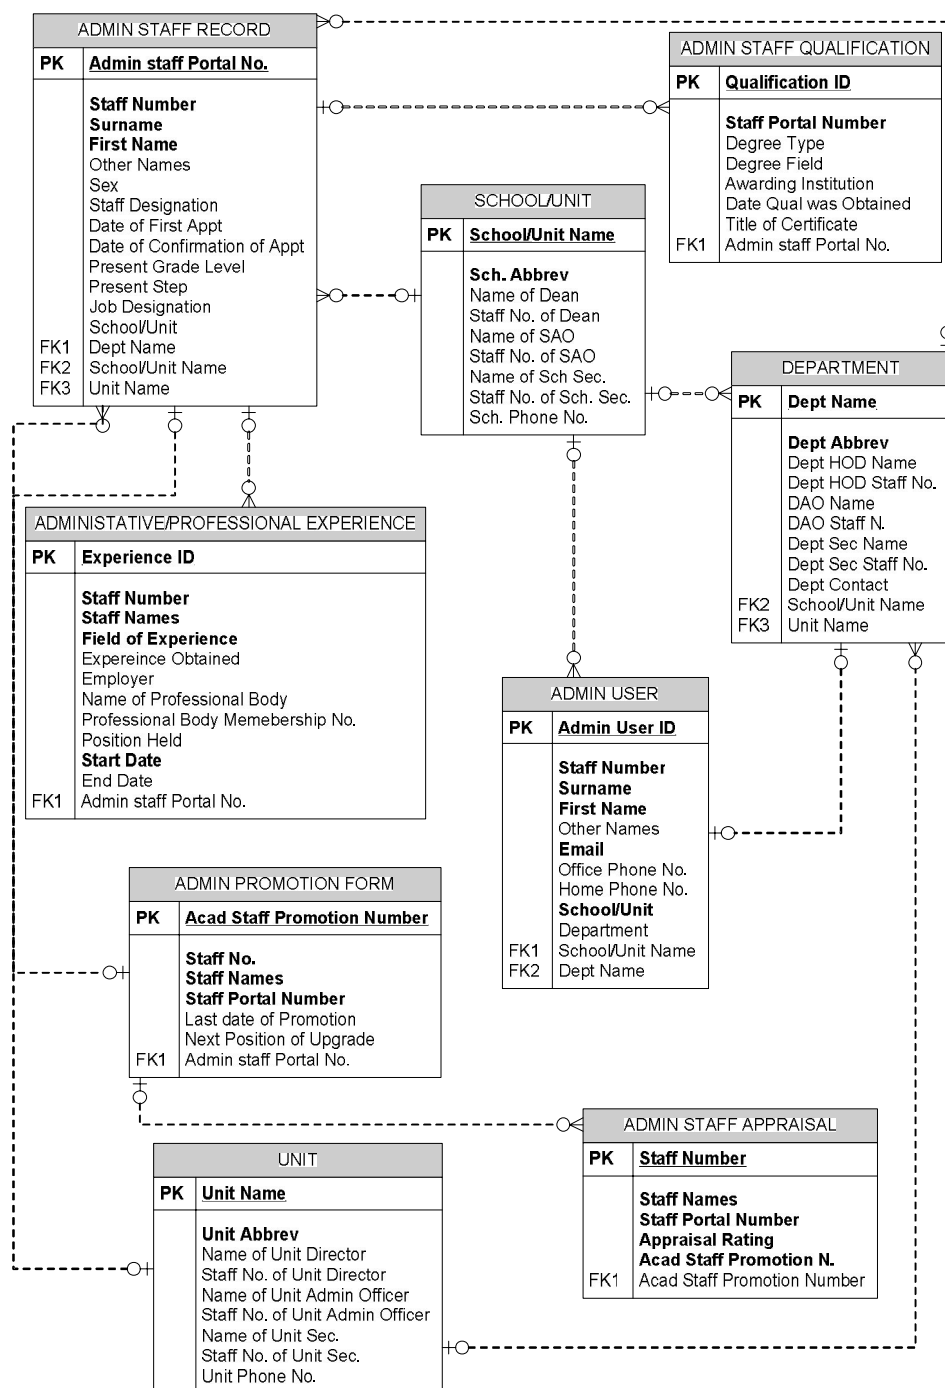 ADMIN STAFF RECORD
PK Admin staff Portal No.
Staff Number
Surname
First Name
Other Names
Sex
Staff Designation
Date of First Appt
Date of Confirmation of Appt
Present Grade Level
Present Step
Job Designation
School/Unit
FK1 Dept Name
FK2 School/Unit Name
FK3 Unit Name
ADMIN STAFF QUALIFICATION
PK Qualification ID
Staff Portal Number
Degree Type
Degree Field
Awarding Institution
Date Qual was Obtained
Title of Certificate
FK1 Admin staff Portal No.
SCHOOL/UNIT
PK School/Unit Name
Sch. Abbrev
Name of Dean
Staff No. of Dean
Name of SAO
Staff No. of SAO
Name of Sch Sec.
Staff No. of Sch. Sec.
Sch. Phone No.
DEPARTMENT
PK Dept Name
Dept Abbrev
Dept HOD Name
Dept HOD Staff No.
DAO Name
DAO Staff N.
Dept Sec Name
Dept Sec Staff No.
Dept Contact
FK2 School/Unit Name
FK3 Unit Name
ADMINISTATIVE/PROFESSIONAL EXPERIENCE
PK Experience ID
Staff Number
Staff Names
Field of Experience
Expereince Obtained
Employer
Name of Professional Body
Professional Body Memebership No.
Position Held
Start Date
End Date
FK1 Admin staff Portal No.
ADMIN USER
PK Admin User ID
Staff Number
Surname
First Name
Other Names
Email
Office Phone No.
Home Phone No.
School/Unit
Department
FK1 School/Unit Name
FK2 Dept Name
ADMIN PROMOTION FORM
PK Acad Staff Promotion Number
Staff No.
Staff Names
Staff Portal Number
Last date of Promotion
Next Position of Upgrade
FK1 Admin staff Portal No.
ADMIN STAFF APPRAISAL
PK Staff Number
Staff Names
Staff Portal Number
Appraisal Rating
Acad Staff Promotion N.
FK1 Acad Staff Promotion Number
UNIT
PK Unit Name
Unit Abbrev
Name of Unit Director
Staff No. of Unit Director
Name of Unit Admin Officer
Staff No. of Unit Admin Officer
Name of Unit Sec.
Staff No. of Unit Sec.
Unit Phone No.